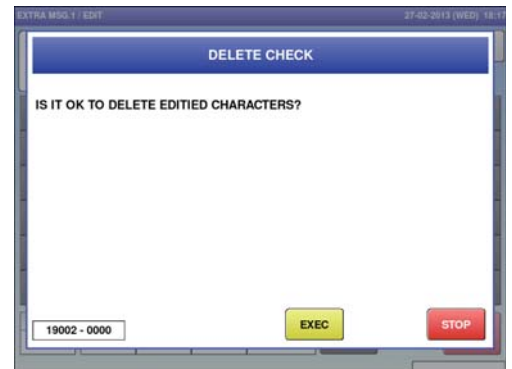 EXTRA MSG.1 / EDIT 27-02-2013 (WED) 18:17
DELETE CHECK
IS IT OK TO DELETE EDITIED CHARACTERS?
19002 - 0000
EXEC
STOP